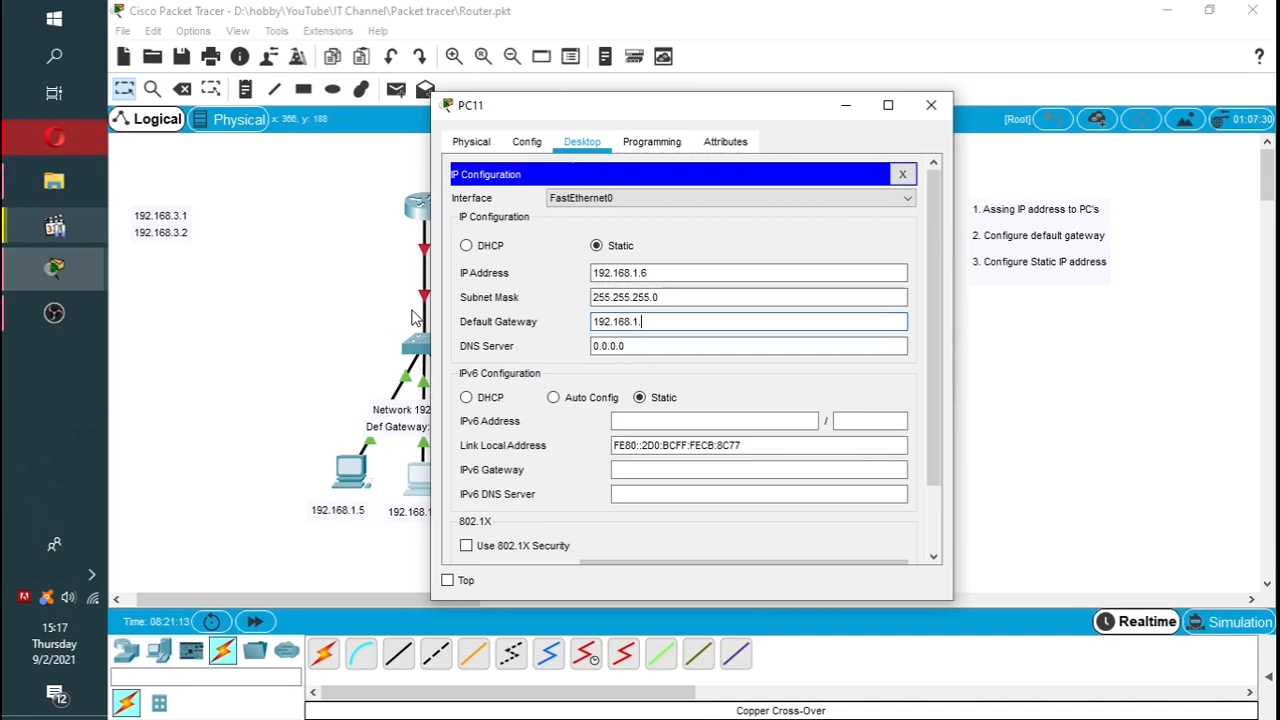 Cisco Packet Tracer - D:\hobby\YouTube\IT Channel\Packet tracer\Router.pkt
File Edit Options View Tools Extensions Help
?
Logical Physical x: 366, y: 188
[Root] 01:07:30
PC11
Physical Config Desktop Programming Attributes
IP Configuration X
Interface FastEthernet0
IP Configuration
DHCP Static
IP Address 192.168.1.6
Subnet Mask 255.255.255.0
Default Gateway 192.168.1.
DNS Server 0.0.0.0
IPv6 Configuration
DHCP Auto Config Static
IPv6 Address /
Link Local Address FE80::2D0:BCFF:FECB:8C77
IPv6 Gateway
IPv6 DNS Server
802.1X
Use 802.1X Security
Top
192.168.3.1
192.168.3.2
1. Assing IP address to PC's
2. Configure default gateway
3. Configure Static IP address
Network 192
Def Gateway:
192.168.1.5
192.168.1
Time: 08:21:13
Realtime Simulation
Copper Cross-Over
15:17
Thursday
9/2/2021
12